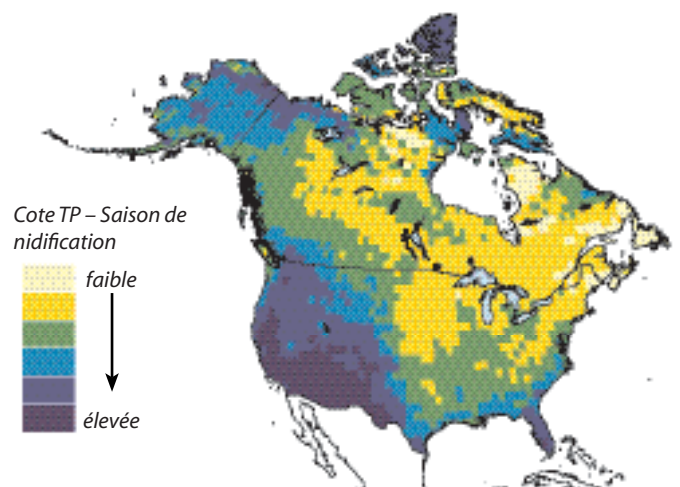 Cote TP – Saison de
nidification
faible
élevée